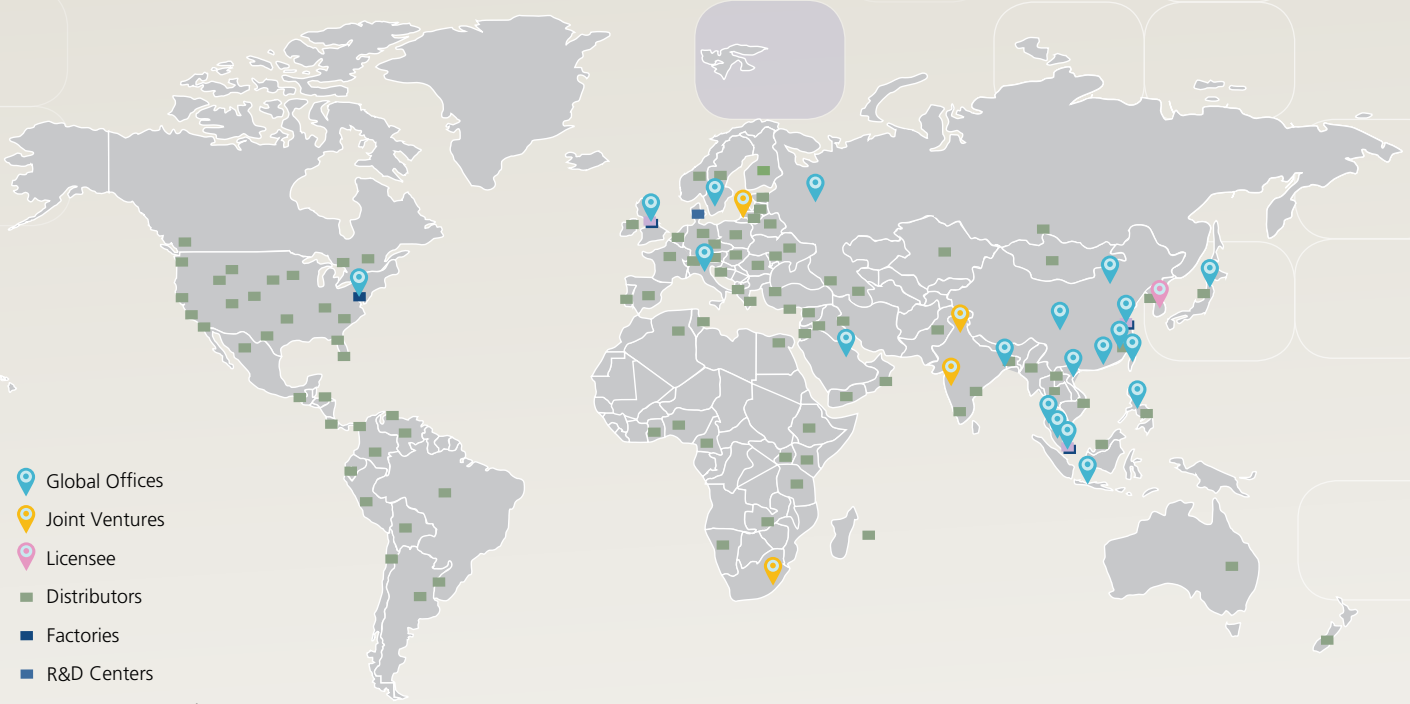 Global Offices
Joint Ventures
Licensee
Distributors
Factories
R&D Centers